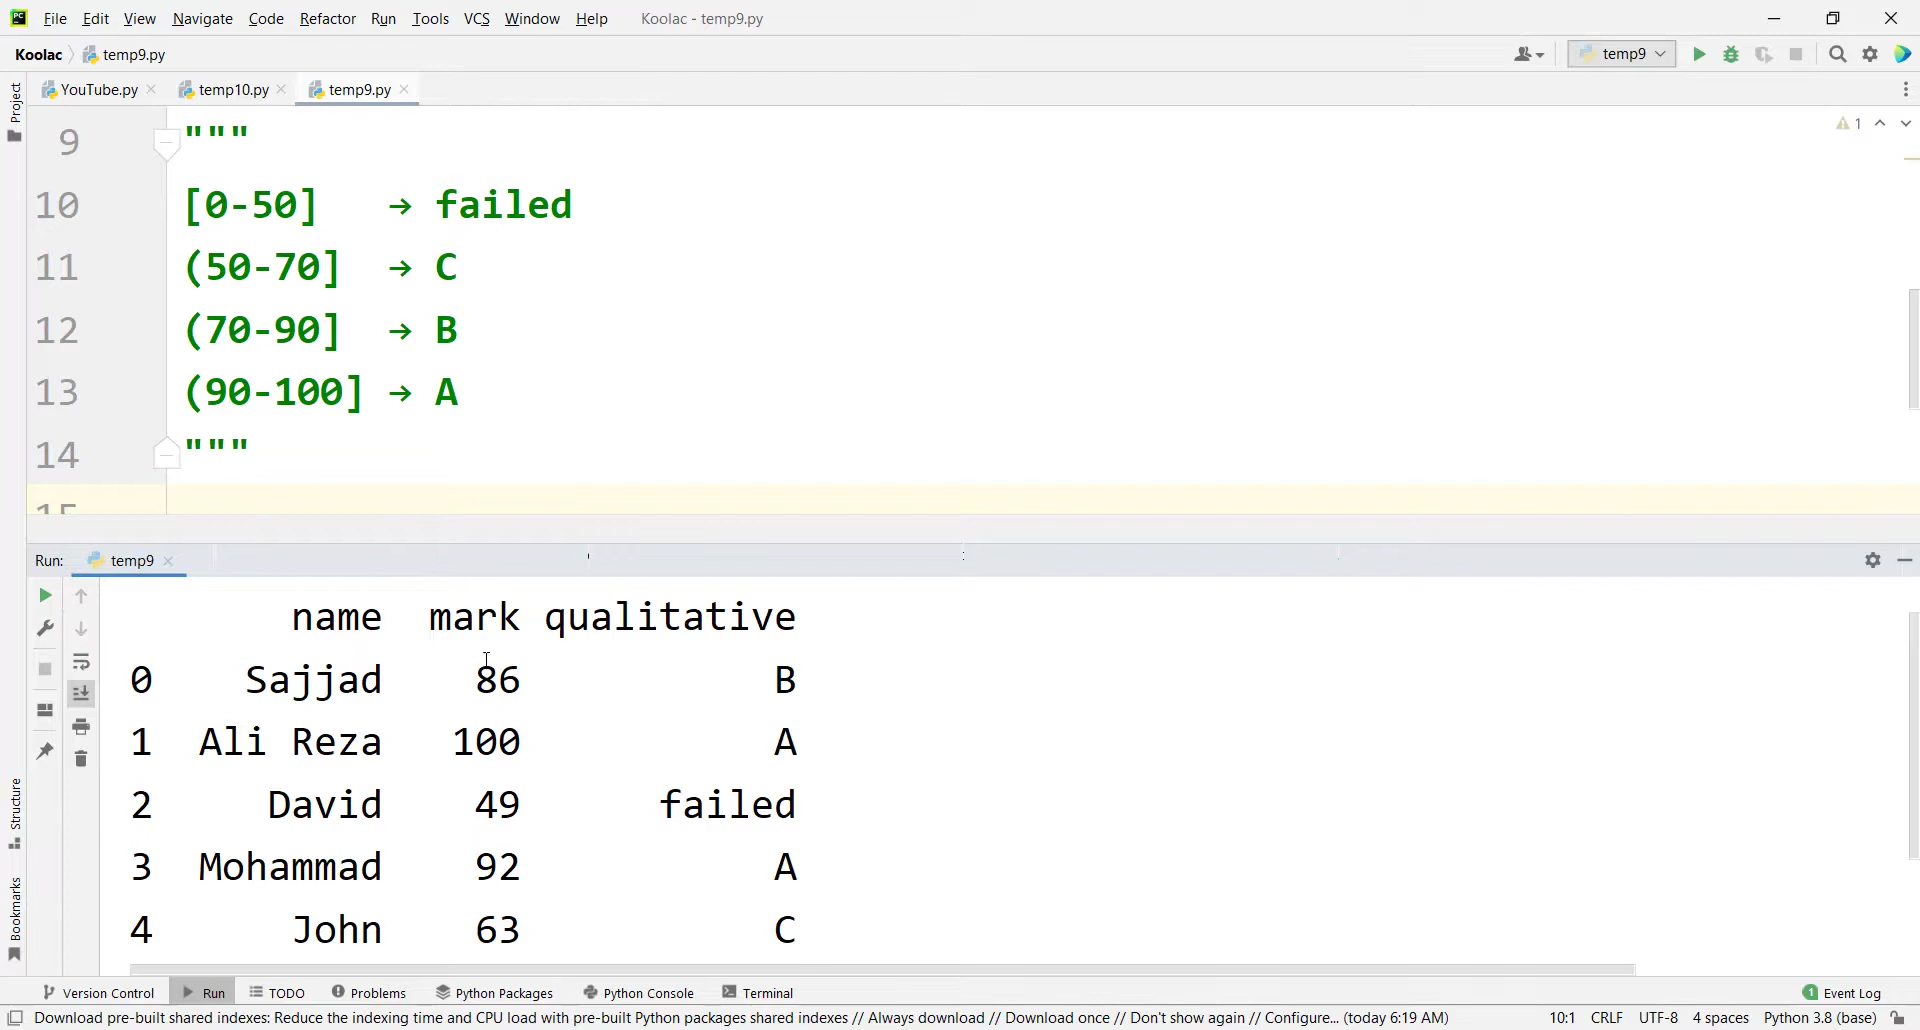 File Edit View Navigate Code Refactor Run Tools VCS Window Help Koolac - temp9.py
Koolac temp9.py temp9
Project
YouTube.py temp10.py temp9.py
9 """ 1
10 [0-50] → failed
11 (50-70] → C
12 (70-90] → B
13 (90-100] → A
14 """
15
Run: temp9
name mark qualitative
0 Sajjad 86 B
1 Ali Reza 100 A
2 David 49 failed
3 Mohammad 92 A
4 John 63 C
Structure
Bookmarks
Version Control Run TODO Problems Python Packages Python Console Terminal 1 Event Log
Download pre-built shared indexes: Reduce the indexing time and CPU load with pre-built Python packages shared indexes // Always download // Download once // Don't show again // Configure... (today 6:19 AM) 10:1 CRLF UTF-8 4 spaces Python 3.8 (base)